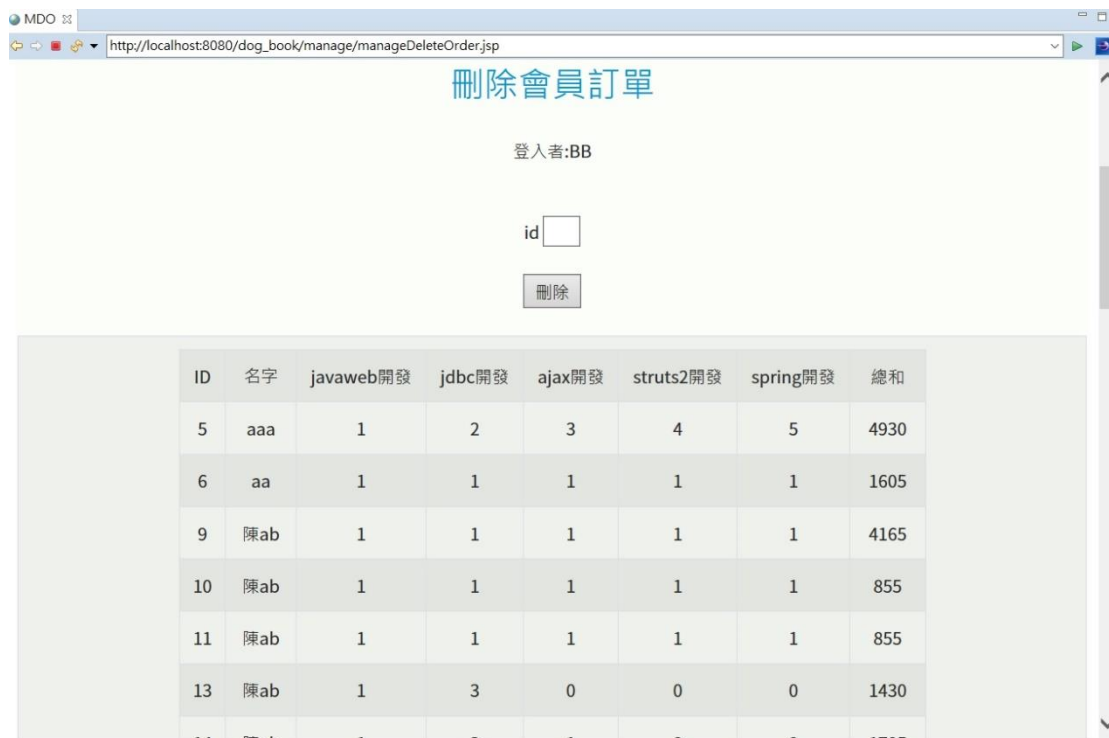 MDO
http://localhost:8080/dog_book/manage/manageDeleteOrder.jsp
刪除會員訂單
登入者:BB
id
刪除
ID 名字 javaweb開發 jdbc開發 ajax開發 struts2開發 spring開發 總和
5 aaa 1 2 3 4 5 4930
6 aa 1 1 1 1 1 1605
9 陳ab 1 1 1 1 1 4165
10 陳ab 1 1 1 1 1 855
11 陳ab 1 1 1 1 1 855
13 陳ab 1 3 0 0 0 1430